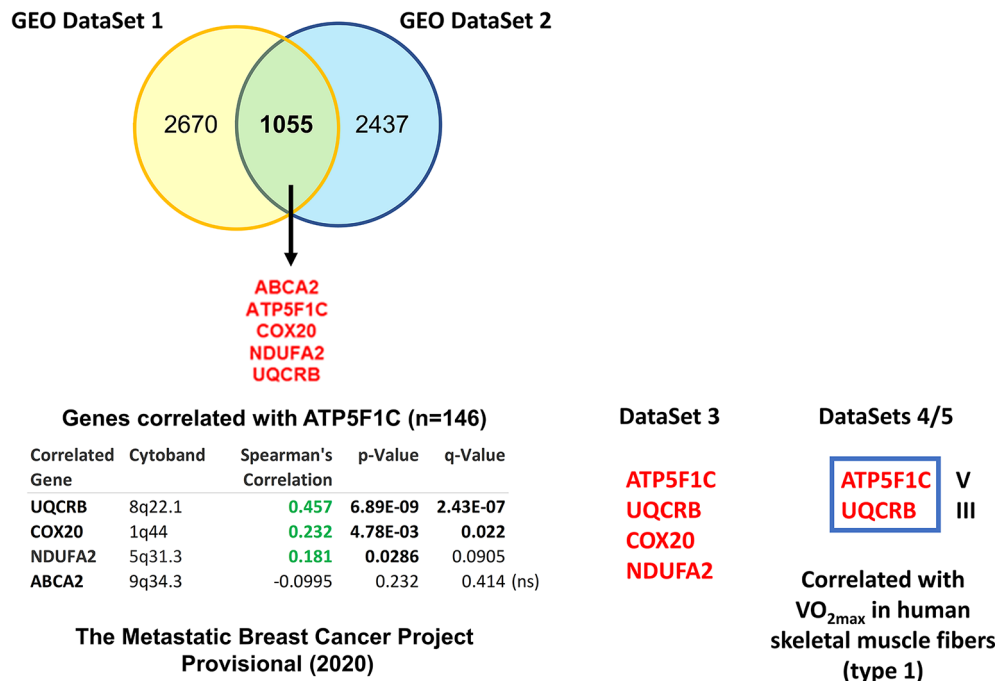 GEO DataSet 1
GEO DataSet 2
2670
1055
2437
ABCA2
ATP5F1C
COX20
NDUFA2
UQCRB
Genes correlated with ATP5F1C (n=146)
Correlated Gene Cytoband Spearman's Correlation p-Value q-Value
UQCRB 8q22.1 0.457 6.89E-09 2.43E-07
COX20 1q44 0.232 4.78E-03 0.022
NDUFA2 5q31.3 0.181 0.0286 0.0905
ABCA2 9q34.3 -0.0995 0.232 0.414 (ns)
The Metastatic Breast Cancer Project
Provisional (2020)
DataSet 3
ATP5F1C
UQCRB
COX20
NDUFA2
DataSets 4/5
ATP5F1C V
UQCRB III
Correlated with
VO2max in human
skeletal muscle fibers
(type 1)